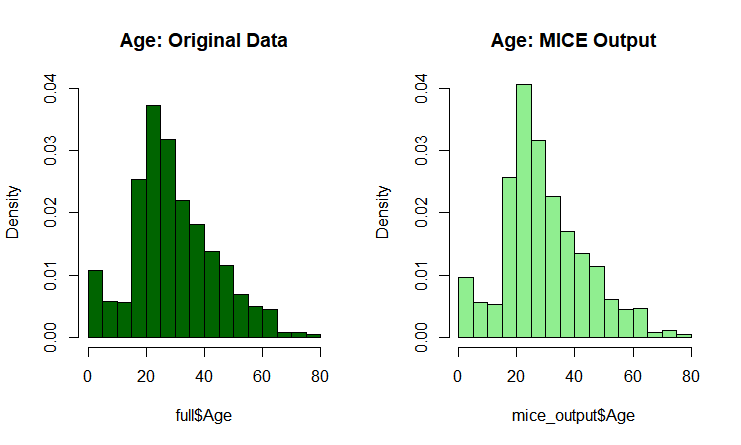 Age: Original Data
Density
0.00 0.01 0.02 0.03 0.04
0 20 40 60 80
full$Age
Age: MICE Output
Density
0.00 0.01 0.02 0.03 0.04
0 20 40 60 80
mice_output$Age